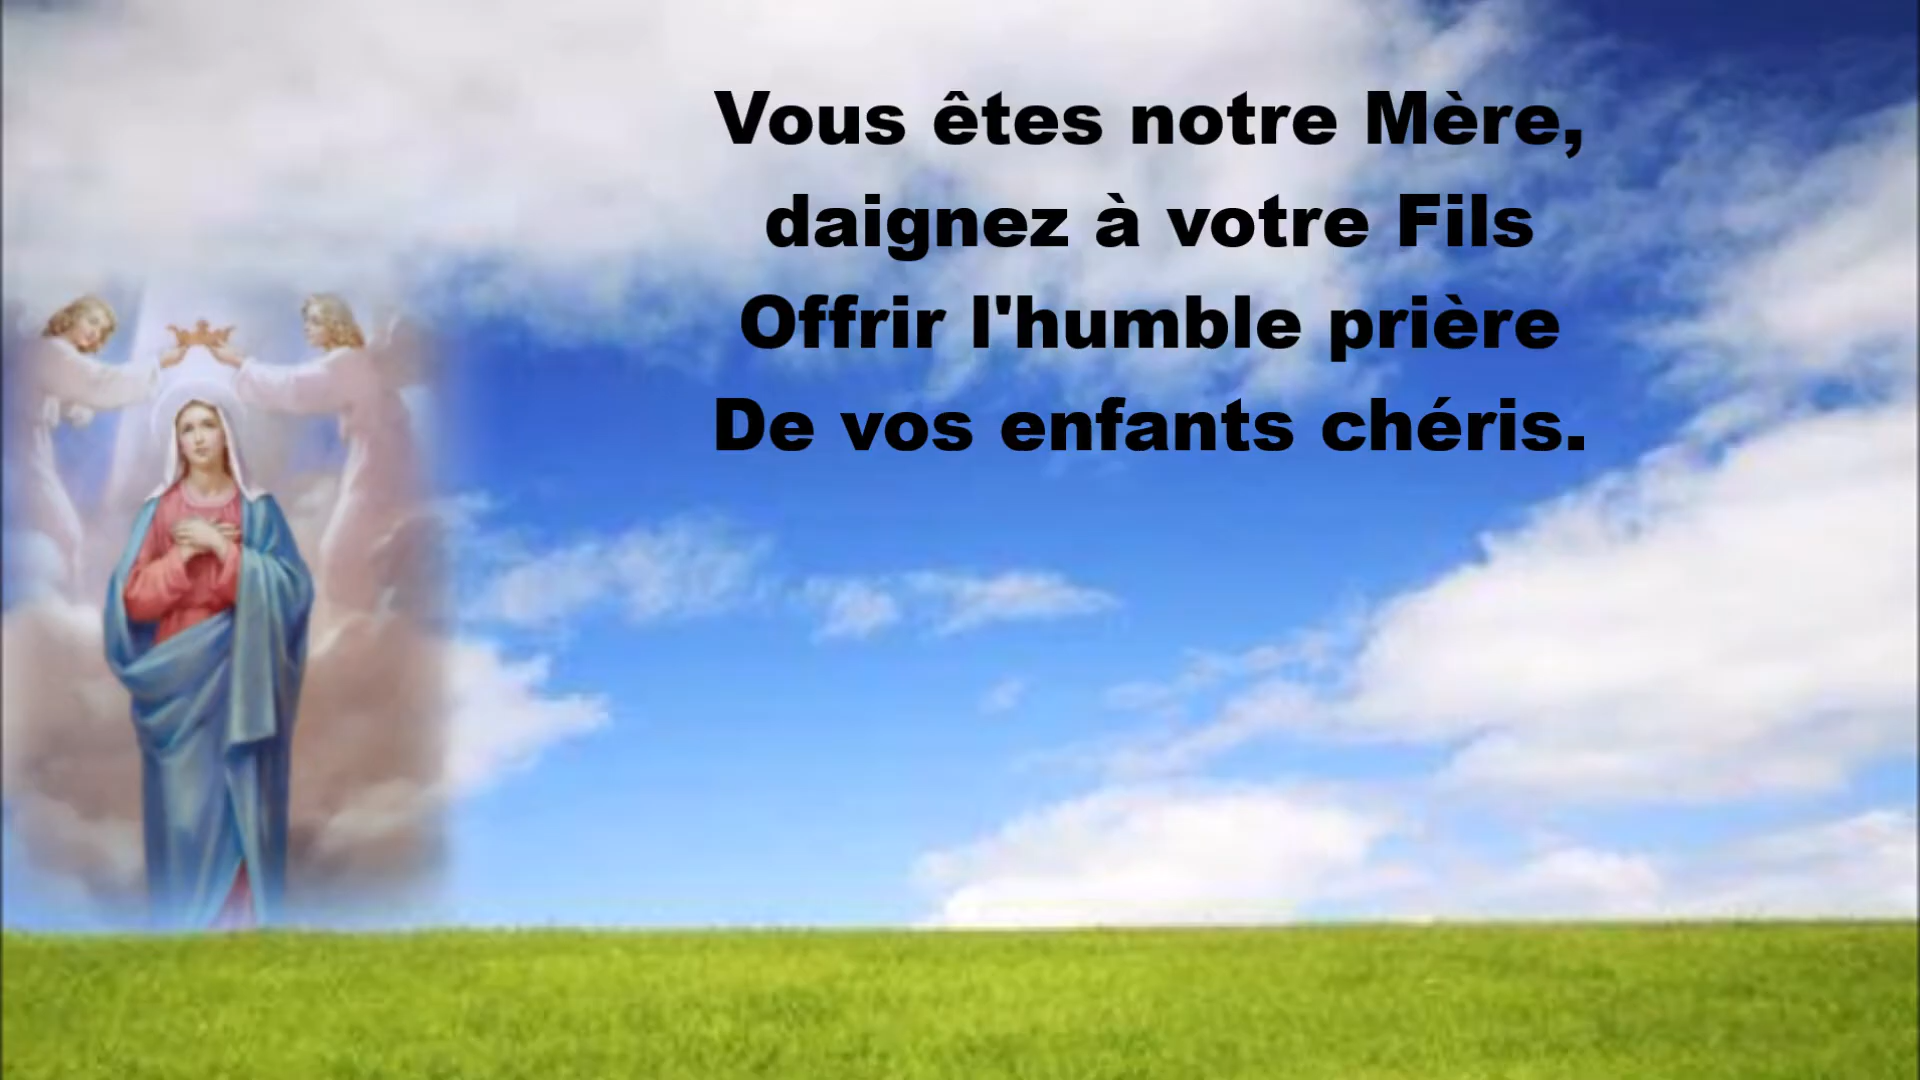 Vous êtes notre Mère,
daignez à votre Fils
Offrir l'humble prière
De vos enfants chéris.